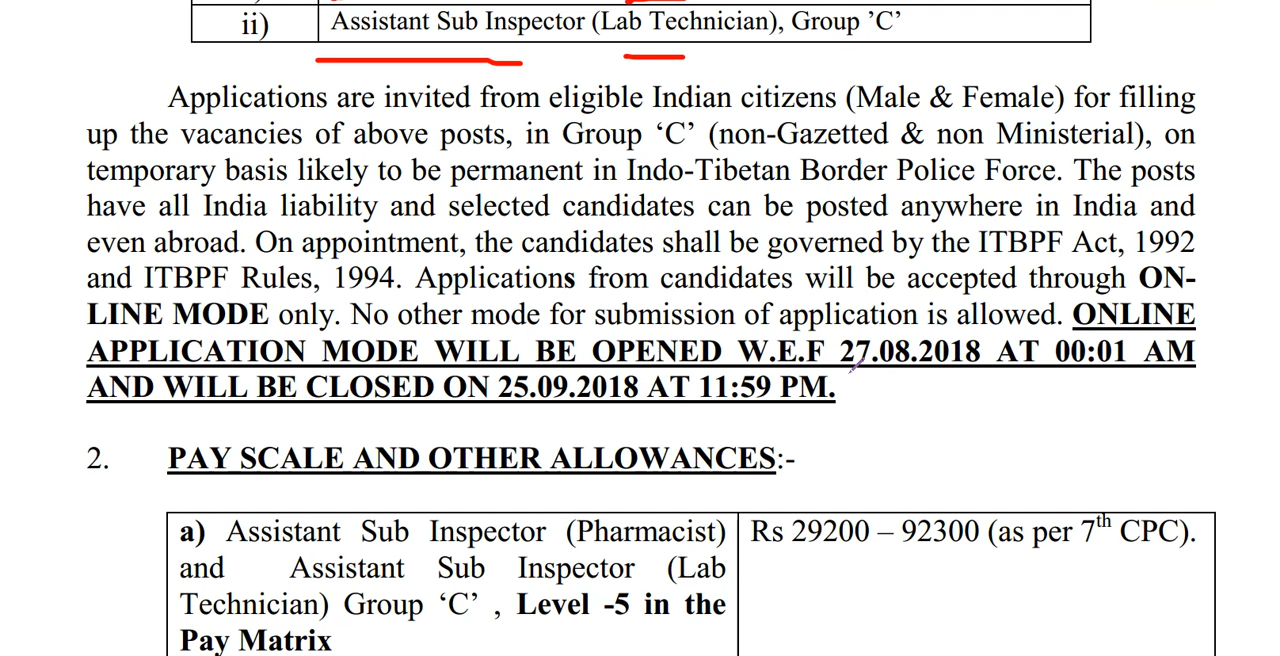 ii) Assistant Sub Inspector (Lab Technician), Group ’C’
Applications are invited from eligible Indian citizens (Male & Female) for filling
up the vacancies of above posts, in Group ‘C’ (non-Gazetted & non Ministerial), on
temporary basis likely to be permanent in Indo-Tibetan Border Police Force. The posts
have all India liability and selected candidates can be posted anywhere in India and
even abroad. On appointment, the candidates shall be governed by the ITBPF Act, 1992
and ITBPF Rules, 1994. Applications from candidates will be accepted through ON-
LINE MODE only. No other mode for submission of application is allowed. ONLINE
APPLICATION MODE WILL BE OPENED W.E.F 27.08.2018 AT 00:01 AM
AND WILL BE CLOSED ON 25.09.2018 AT 11:59 PM.
2. PAY SCALE AND OTHER ALLOWANCES:-
a) Assistant Sub Inspector (Pharmacist) Rs 29200 – 92300 (as per 7th CPC).
and Assistant Sub Inspector (Lab
Technician) Group ‘C’ , Level -5 in the
Pay Matrix